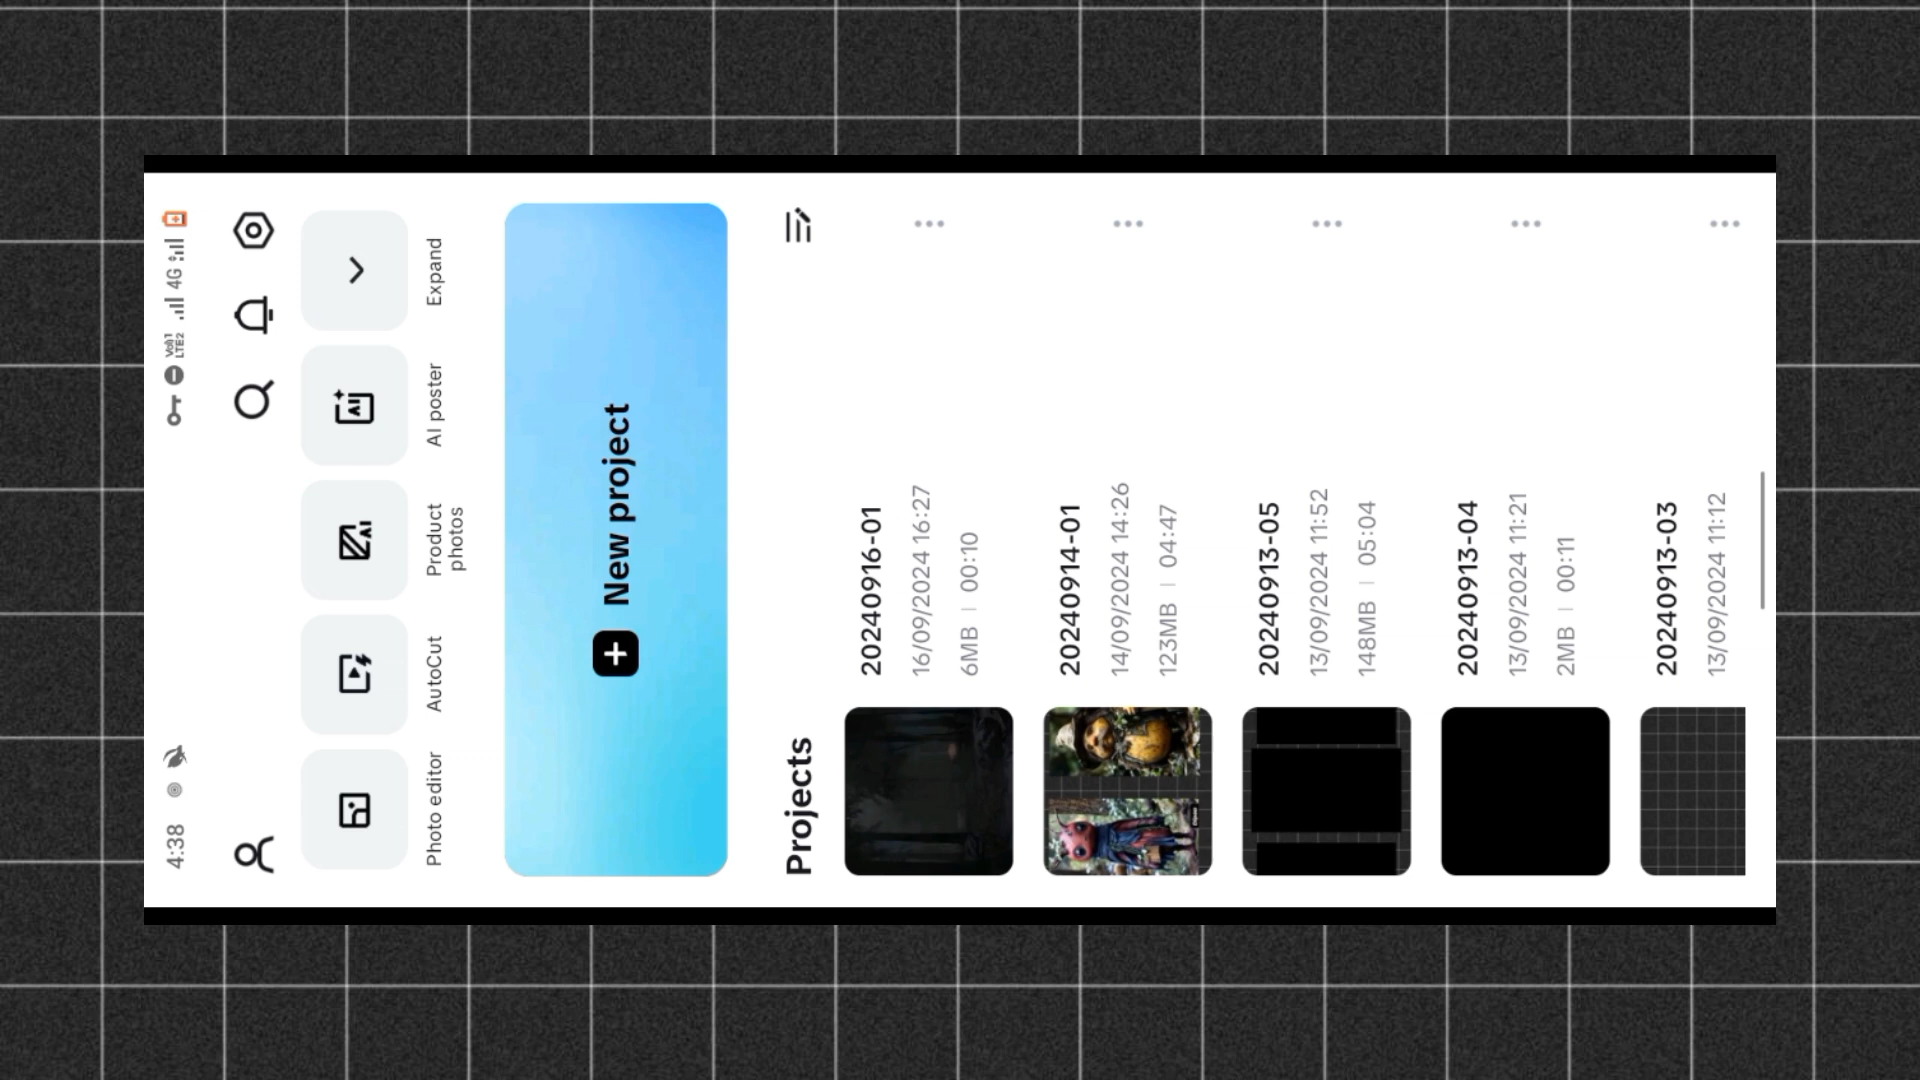 4:38
Vo))1
LTE2
4G
Photo editor
AutoCut
Product
photos
AI poster
Expand
New project
Projects
20240916-01
16/09/2024 16:27
6MB | 00:10
20240914-01
14/09/2024 14:26
123MB | 04:47
20240913-05
13/09/2024 11:52
148MB | 05:04
20240913-04
13/09/2024 11:21
2MB | 00:11
20240913-03
13/09/2024 11:12